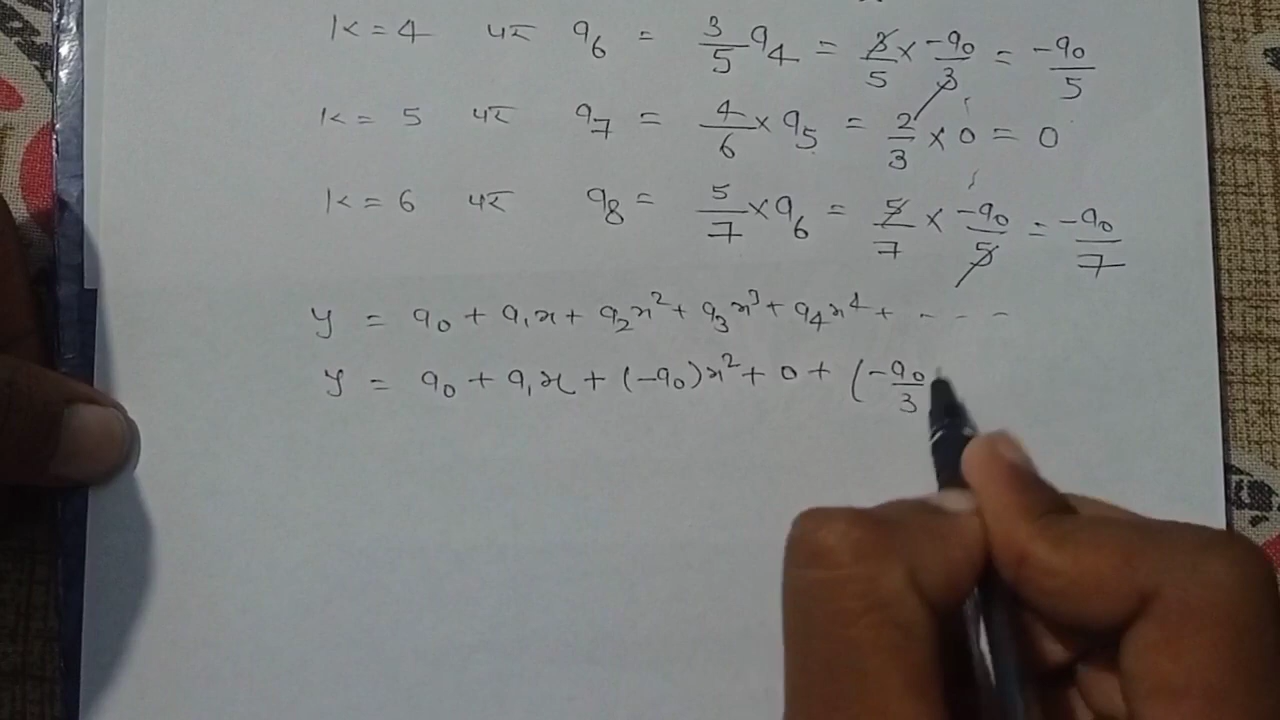 K = 4 पर a₆ = 3/5 a₄ = 3/5 × -a₀/3 = -a₀/5
K = 5 पर a₇ = 4/6 × a₅ = 2/3 × 0 = 0
K = 6 पर a₈ = 5/7 × a₆ = 5/7 × -a₀/5 = -a₀/7
y = a₀ + a₁x + a₂x² + a₃x³ + a₄x⁴ + - - -
y = a₀ + a₁x + (-a₀)x² + 0 + (-a₀/3